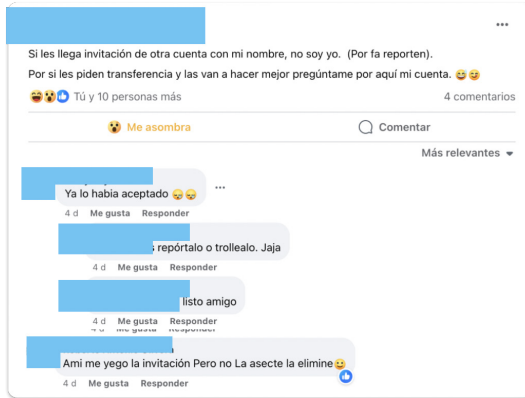 Si les llega invitación de otra cuenta con mi nombre, no soy yo. (Por fa reporten).
Por si les piden transferencia y las van a hacer mejor pregúntame por aquí mi cuenta. 😄😉
😆😮👍 Tú y 10 personas más
4 comentarios
😮 Me asombra
Comentar
Más relevantes
Ya lo habia aceptado 😪😪
4 d Me gusta Responder
repórtalo o trollealo. Jaja
4 d Me gusta Responder
listo amigo
4 d Me gusta Responder
Ami me yego la invitación Pero no La asecte la elimine😃
4 d Me gusta Responder